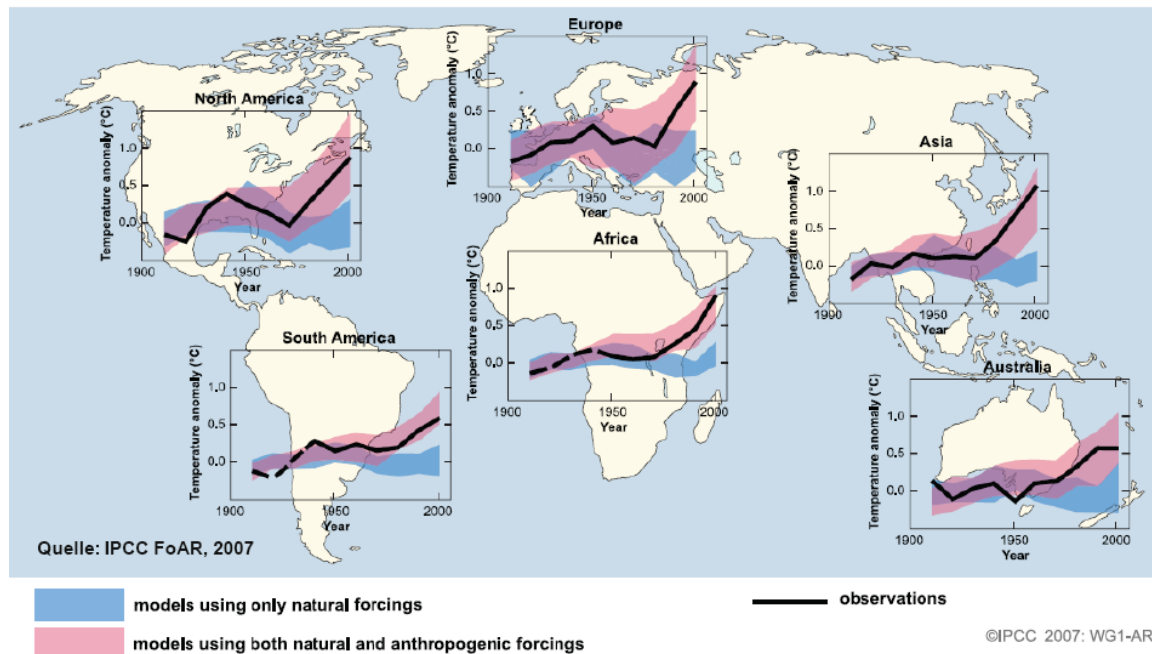 Europe
Temperature anomaly (°C)
1.0
0.5
0.0
1900
1950
2000
Year
North America
Temperature anomaly (°C)
1.0
0.5
0.0
1900
1950
2000
Year
Asia
Temperature anomaly (°C)
1.0
0.5
0.0
1900
1950
2000
Year
Africa
Temperature anomaly (°C)
1.0
0.5
0.0
1900
1950
2000
Year
South America
Temperature anomaly (°C)
1.0
0.5
0.0
1900
1950
2000
Year
Australia
Temperature anomaly (°C)
1.0
0.5
0.0
1900
1950
2000
Year
Quelle: IPCC FoAR, 2007
models using only natural forcings
models using both natural and anthropogenic forcings
observations
©IPCC 2007: WG1-AR